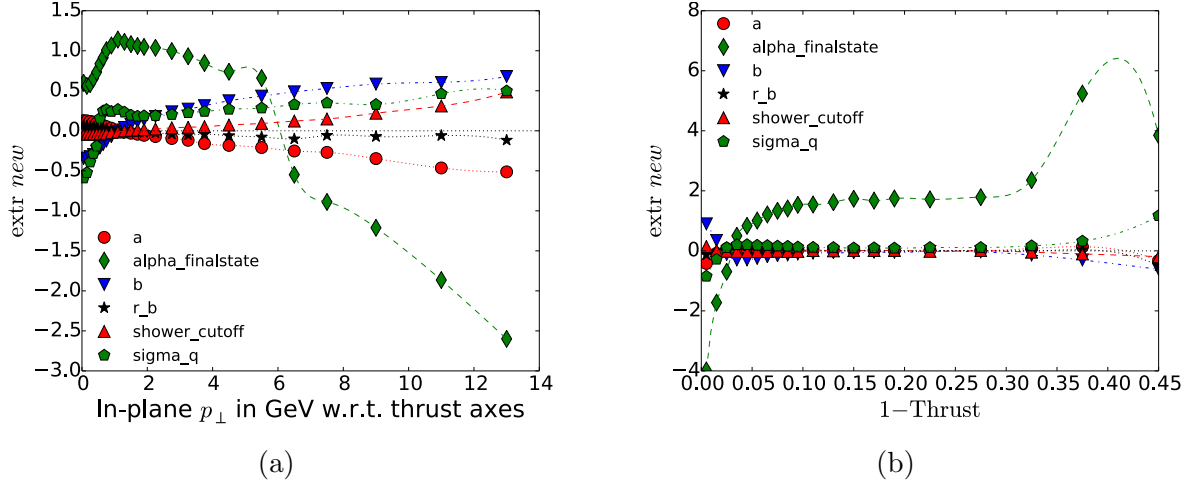 1.5
1.0
0.5
0.0
−0.5
−1.0
−1.5
−2.0
−2.5
−3.0
extr new
a
alpha_finalstate
b
r_b
shower_cutoff
sigma_q
0 2 4 6 8 10 12 14
In-plane p⊥ in GeV w.r.t. thrust axes
(a)
8
6
4
2
0
−2
−4
extr new
a
alpha_finalstate
b
r_b
shower_cutoff
sigma_q
0.00 0.05 0.10 0.15 0.20 0.25 0.30 0.35 0.40 0.45
1−Thrust
(b)